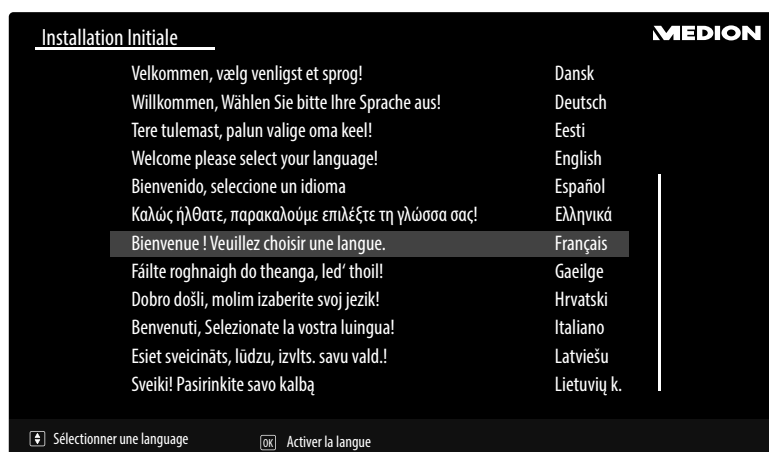 Installation Initiale
MEDION
Velkommen, vælg venligst et sprog! Dansk
Willkommen, Wählen Sie bitte Ihre Sprache aus! Deutsch
Tere tulemast, palun valige oma keel! Eesti
Welcome please select your language! English
Bienvenido, seleccione un idioma Español
Καλώς ήλθατε, παρακαλούμε επιλέξτε τη γλώσσα σας! Ελληνικά
Bienvenue ! Veuillez choisir une langue. Français
Fáilte roghnaigh do theanga, led‘ thoil! Gaeilge
Dobro došli, molim izaberite svoj jezik! Hrvatski
Benvenuti, Selezionate la vostra luingua! Italiano
Esiet sveicināts, lūdzu, izvlts. savu vald.! Latviešu
Sveiki! Pasirinkite savo kalbą Lietuvių k.
Sélectionner une language OK Activer la langue